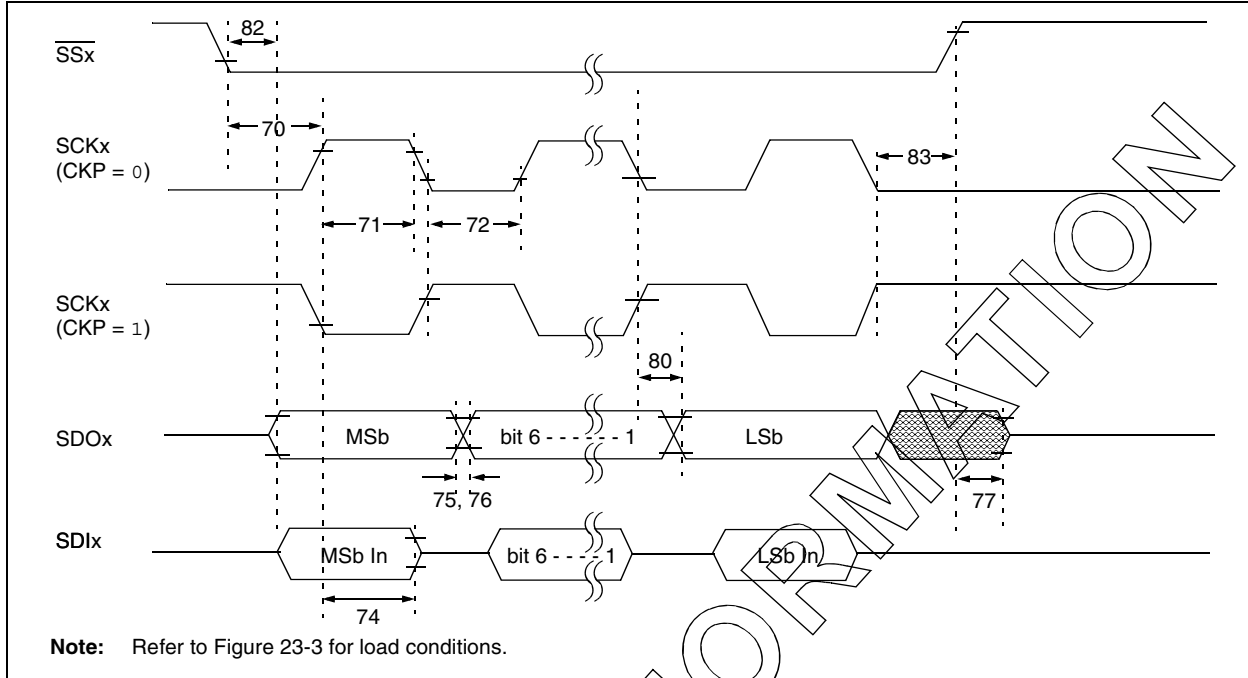 82
SSx
70
SCKx
(CKP = 0)
83
71
72
SCKx
(CKP = 1)
80
SDOx
MSb
bit 6 - - - - - - 1
LSb
75, 76
77
SDIx
MSb In
bit 6 - - - - 1
LSb In
74
Note: Refer to Figure 23-3 for load conditions.
ORMATION